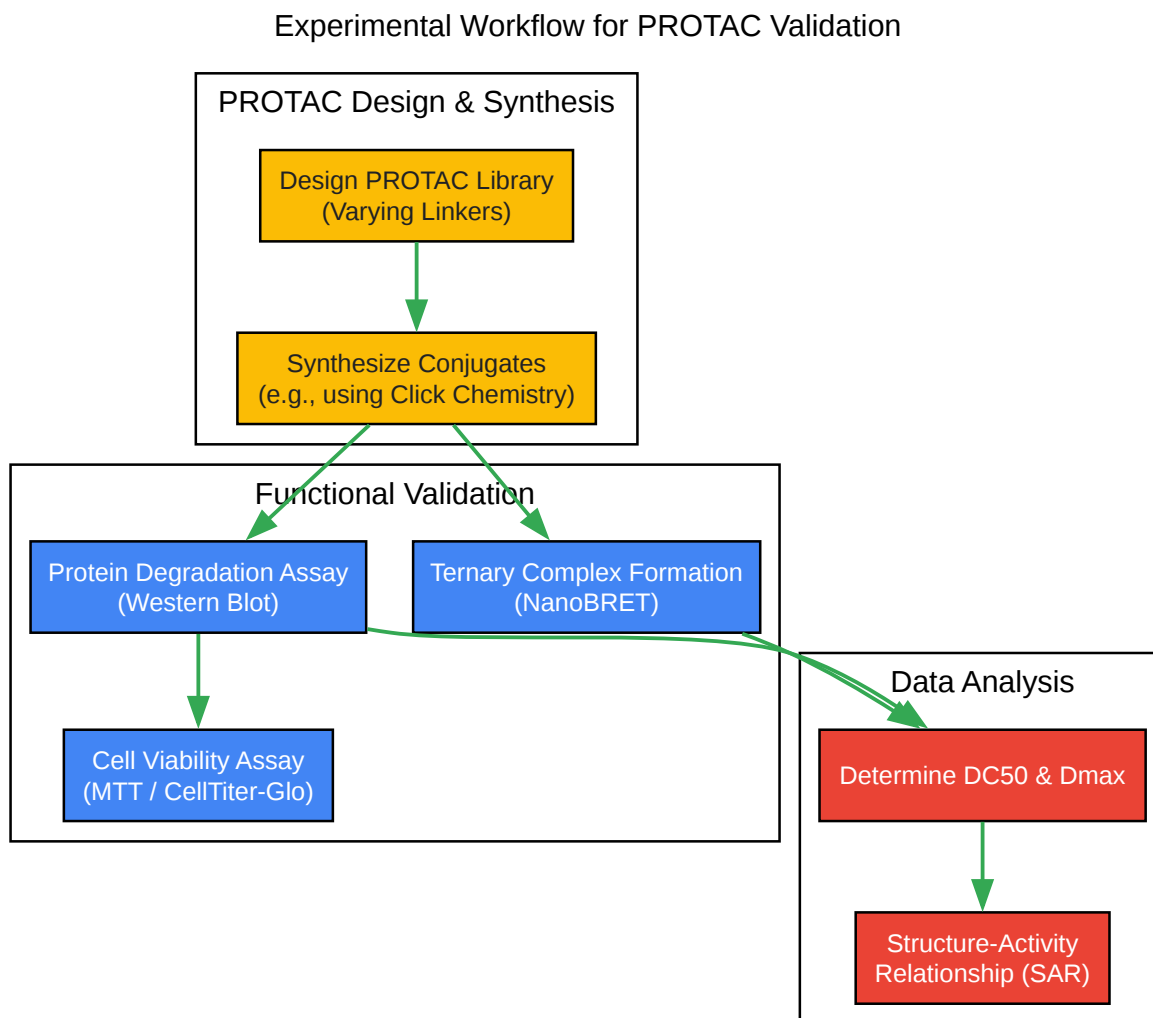 Experimental Workflow for PROTAC Validation
PROTAC Design & Synthesis
Design PROTAC Library
(Varying Linkers)
Synthesize Conjugates
(e.g., using Click Chemistry)
Functional Validation
Protein Degradation Assay
(Western Blot)
Ternary Complex Formation
(NanoBRET)
Cell Viability Assay
(MTT / CellTiter-Glo)
Data Analysis
Determine DC50 & Dmax
Structure-Activity
Relationship (SAR)